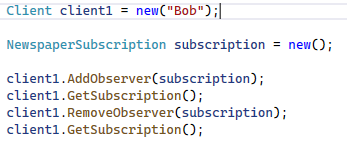 Client client1 = new("Bob");
NewspaperSubscription subscription = new();
client1.AddObserver(subscription);
client1.GetSubscription();
client1.RemoveObserver(subscription);
client1.GetSubscription();